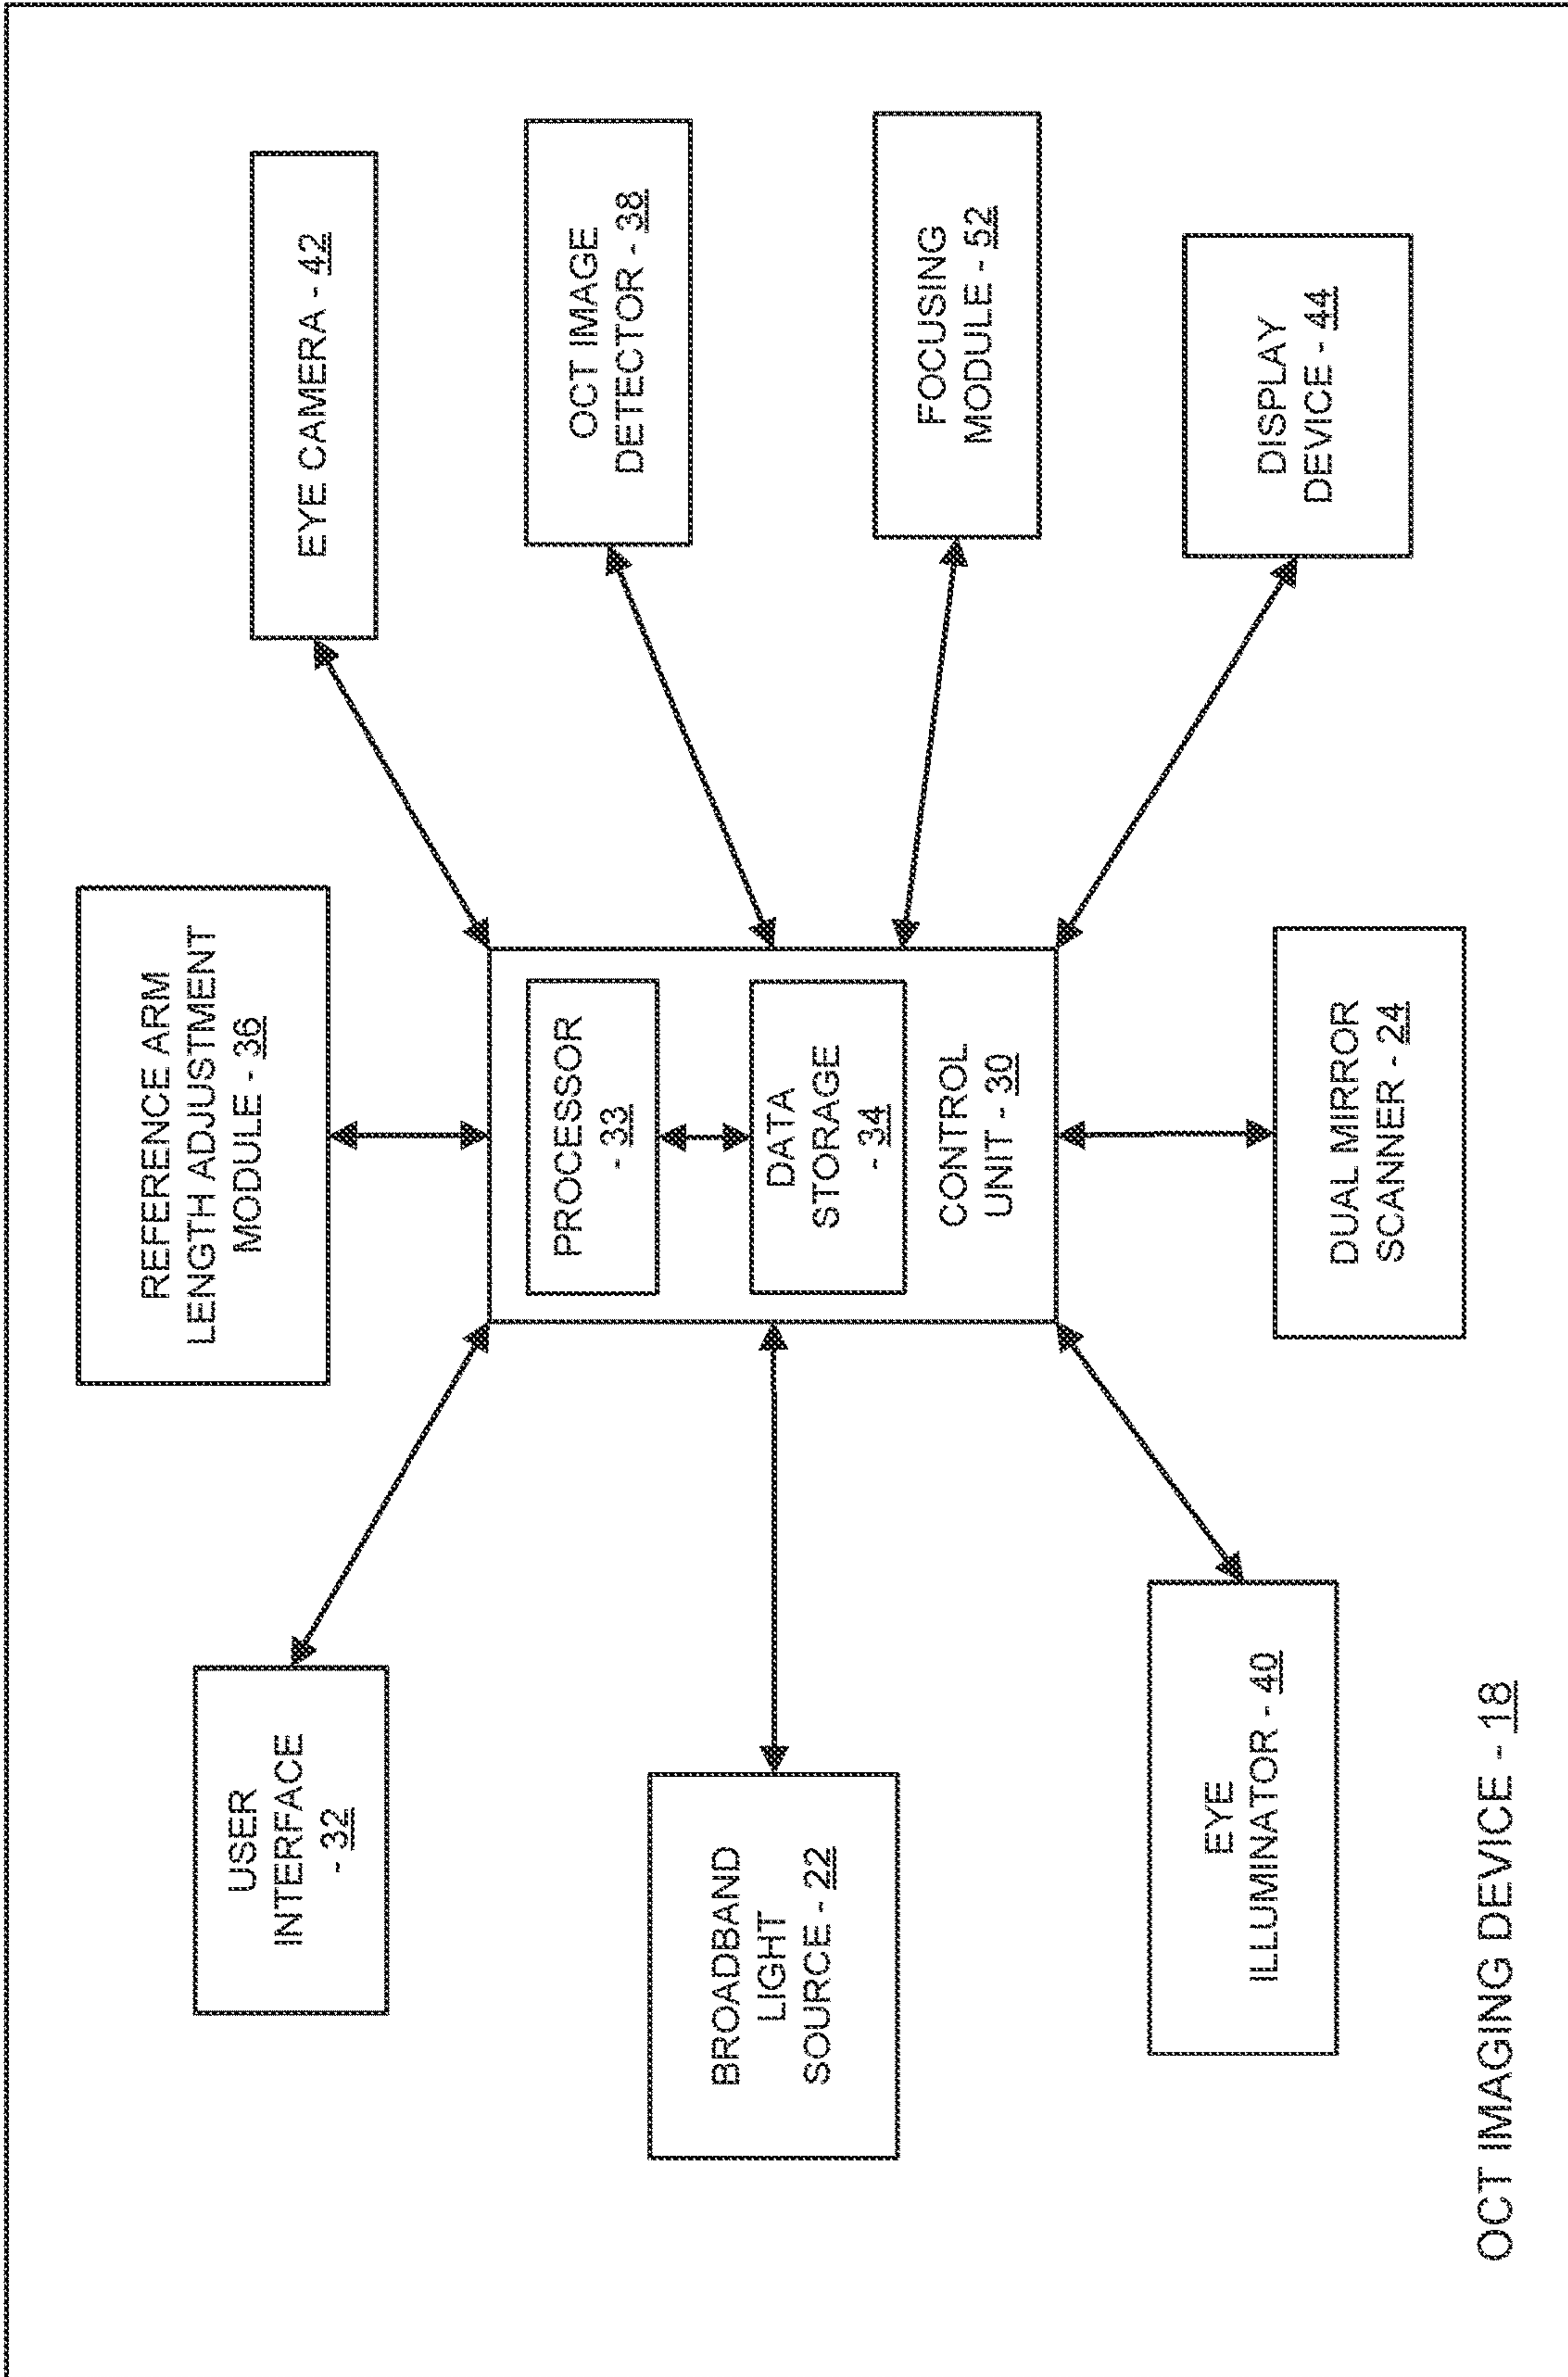 REFERENCE ARM
LENGTH ADJUSTMENT
MODULE - 36
USER
INTERFACE
- 32
EYE CAMERA - 42
OCT IMAGE
DETECTOR - 38
PROCESSOR
- 33
DATA
STORAGE
- 34
CONTROL
UNIT - 30
BROADBAND
LIGHT
SOURCE - 22
FOCUSING
MODULE - 52
EYE
ILLUMINATOR - 40
DUAL MIRROR
SCANNER - 24
DISPLAY
DEVICE - 44
OCT IMAGING DEVICE - 18